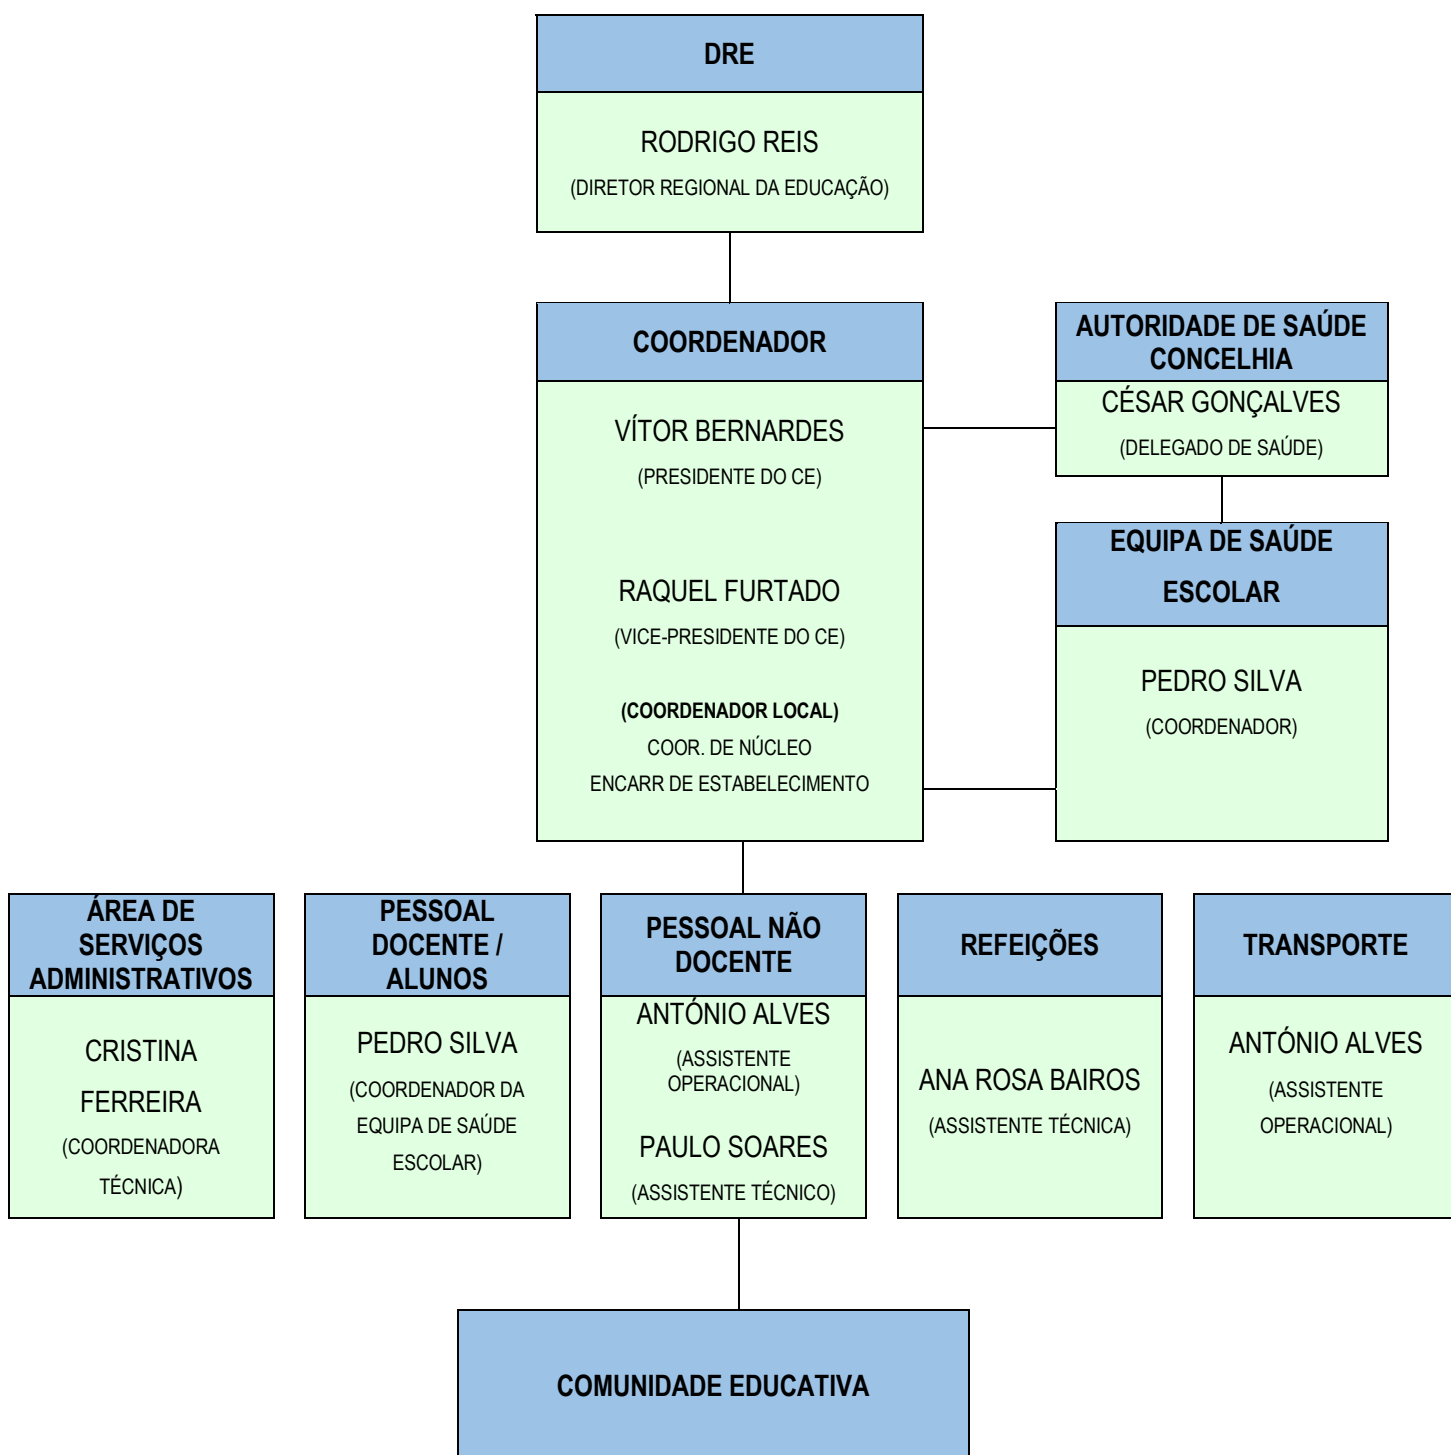 DRE
RODRIGO REIS
(DIRETOR REGIONAL DA EDUCAÇÃO)
COORDENADOR
VÍTOR BERNARDES
(PRESIDENTE DO CE)
RAQUEL FURTADO
(VICE-PRESIDENTE DO CE)
(COORDENADOR LOCAL)
COOR. DE NÚCLEO
ENCARR DE ESTABELECIMENTO
AUTORIDADE DE SAÚDE
CONCELHIA
CÉSAR GONÇALVES
(DELEGADO DE SAÚDE)
EQUIPA DE SAÚDE
ESCOLAR
PEDRO SILVA
(COORDENADOR)
ÁREA DE
SERVIÇOS
ADMINISTRATIVOS
CRISTINA
FERREIRA
(COORDENADORA
TÉCNICA)
PESSOAL
DOCENTE /
ALUNOS
PEDRO SILVA
(COORDENADOR DA
EQUIPA DE SAÚDE
ESCOLAR)
PESSOAL NÃO
DOCENTE
ANTÓNIO ALVES
(ASSISTENTE
OPERACIONAL)
PAULO SOARES
(ASSISTENTE TÉCNICO)
REFEIÇÕES
ANA ROSA BAIROS
(ASSISTENTE TÉCNICA)
TRANSPORTE
ANTÓNIO ALVES
(ASSISTENTE
OPERACIONAL)
COMUNIDADE EDUCATIVA